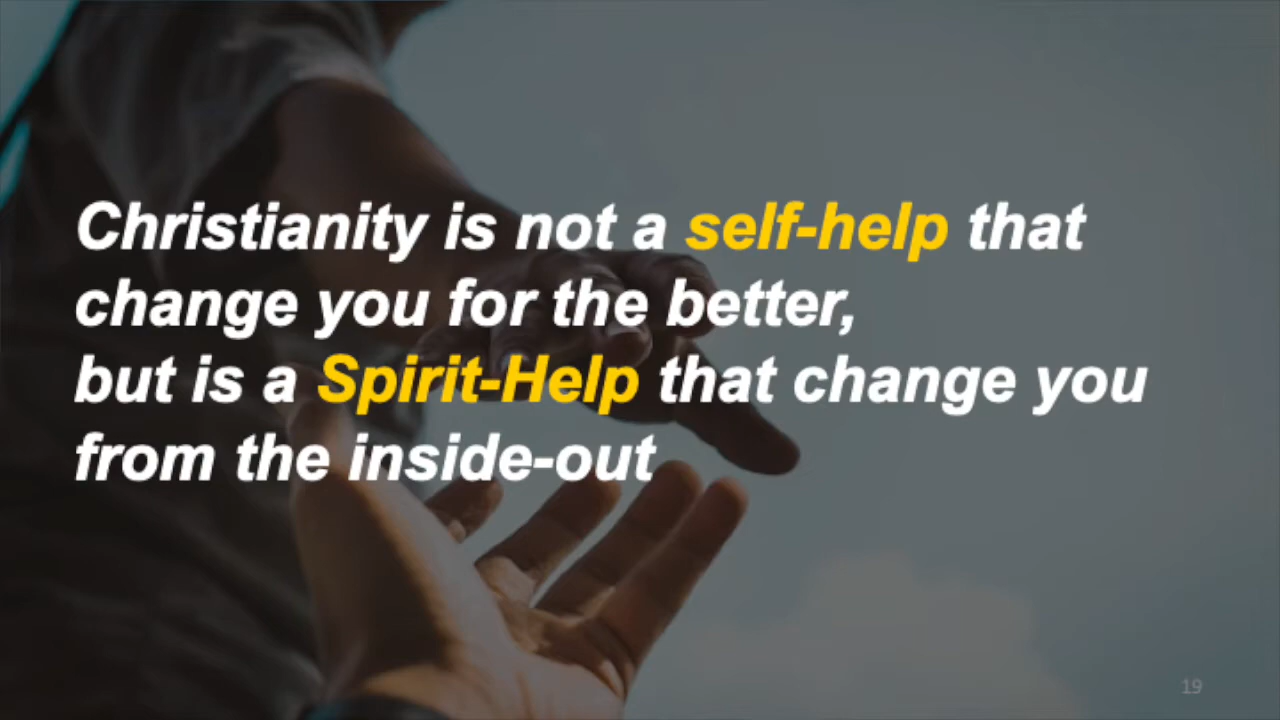 Christianity is not a self-help that
change you for the better,
but is a Spirit-Help that change you
from the inside-out
19